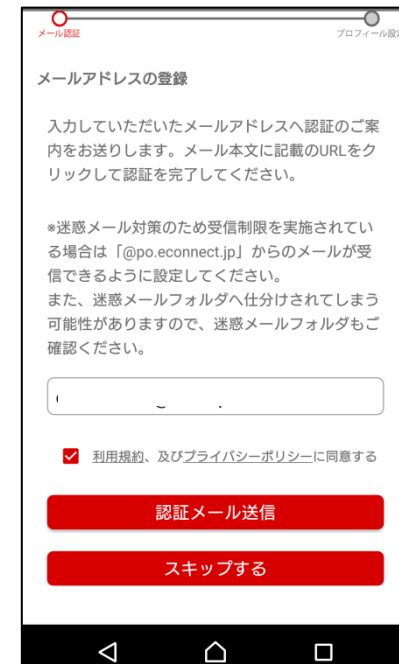 メール認証
プロフィール設定
メールアドレスの登録
入力していただいたメールアドレスへ認証のご案
内をお送りします。メール本文に記載のURLをク
リックして認証を完了してください。
※迷惑メール対策のため受信制限を実施されてい
る場合は「@po.econnect.jp」からのメールが受
信できるように設定してください。
また、迷惑メールフォルダへ仕分けされてしまう
可能性がありますので、迷惑メールフォルダもご
確認ください。
利用規約、及びプライバシーポリシーに同意する
認証メール送信
スキップする